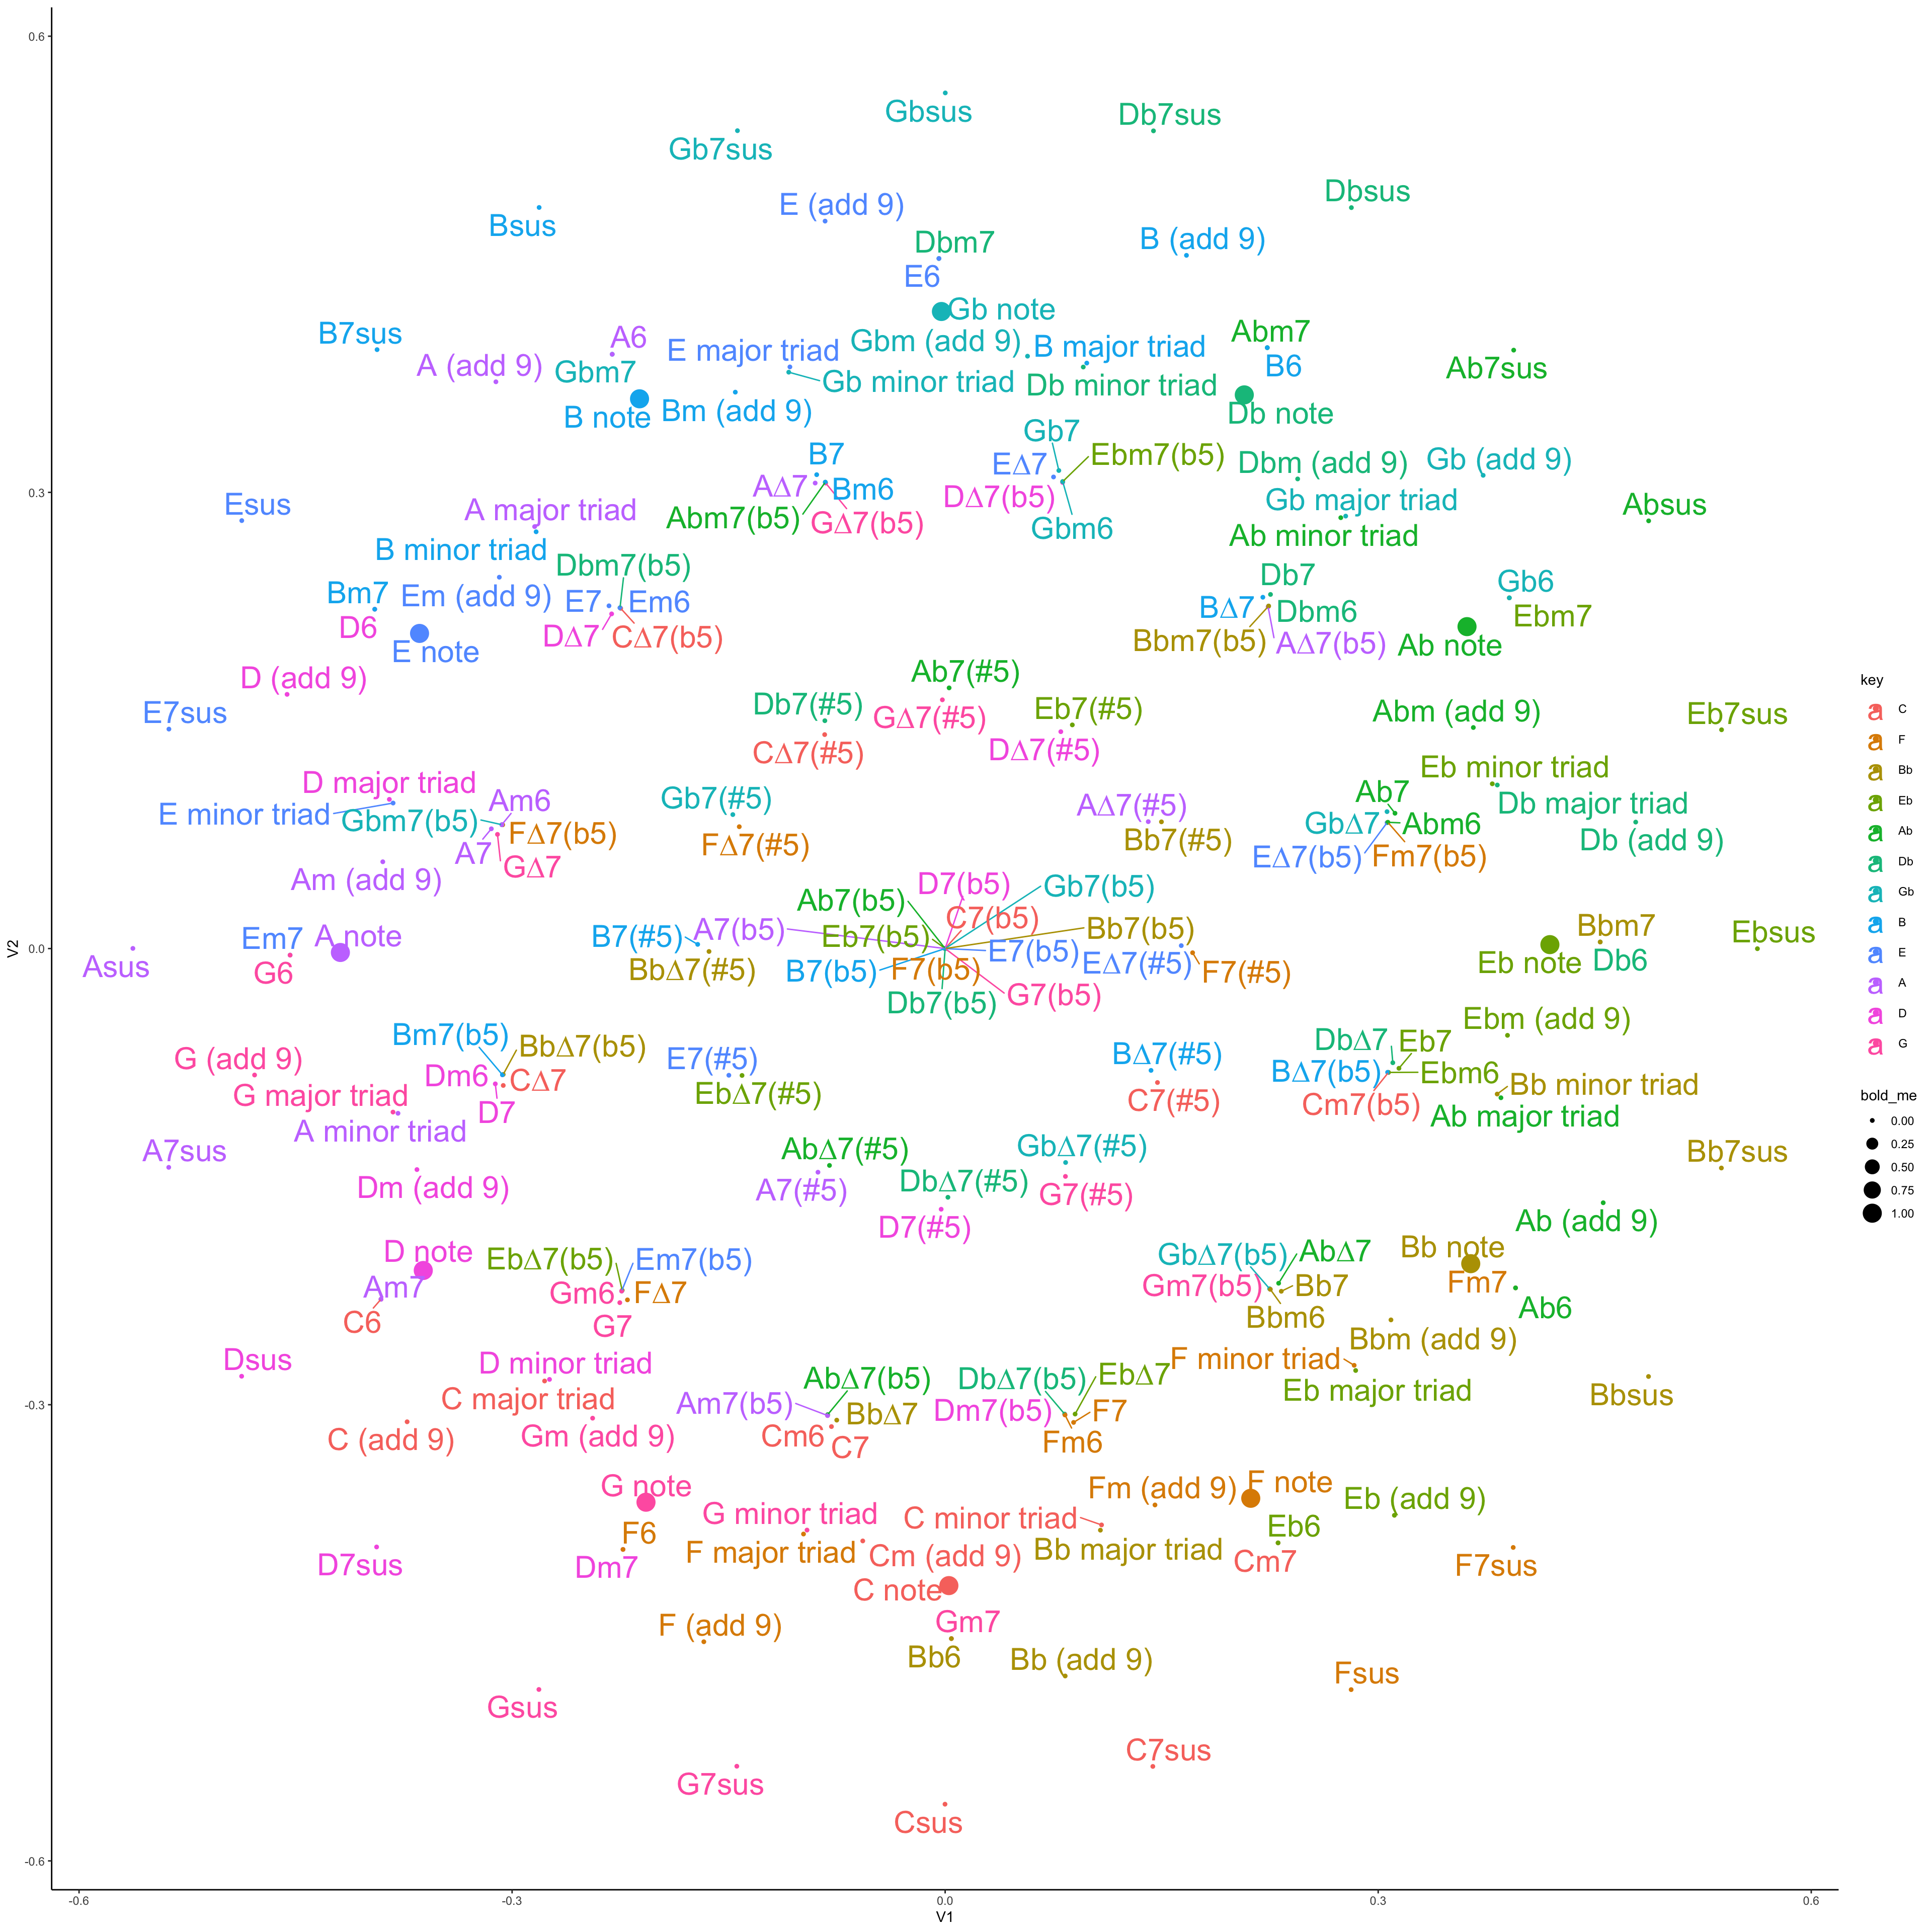 0.6
Gbsus
Db7sus
Gb7sus
Dbsus
E (add 9)
Bsus
Dbm7
B (add 9)
E6
Gb note
B7sus
A6
Abm7
Gbm (add 9)
B major triad
E major triad
A (add 9)
Gbm7
B6
Ab7sus
Gb minor triad
Db minor triad
B note
Bm (add 9)
Db note
Gb7
B7
Ebm7(b5)
EΔ7
Dbm (add 9)
Gb (add 9)
0.3
AΔ7
Bm6
DΔ7(b5)
Gb major triad
Esus
Absus
A major triad
Abm7(b5)
GΔ7(b5)
Gbm6
Ab minor triad
B minor triad
Dbm7(b5)
Db7
Gb6
Bm7
Em (add 9)
E7
Em6
BΔ7
Dbm6
Ebm7
D6
DΔ7
CΔ7(b5)
Bbm7(b5)
AΔ7(b5)
Ab note
E note
D (add 9)
Ab7(#5)
E7sus
Db7(#5)
GΔ7(#5)
Eb7(#5)
Abm (add 9)
Eb7sus
CΔ7(#5)
DΔ7(#5)
D major triad
Eb minor triad
E minor triad
Gbm7(b5)
Am6
Gb7(#5)
AΔ7(#5)
Ab7
Db major triad
A7
FΔ7(b5)
FΔ7(#5)
Bb7(#5)
GbΔ7
Abm6
Db (add 9)
GΔ7
EΔ7(b5)
Fm7(b5)
Am (add 9)
D7(b5)
Gb7(b5)
Ab7(b5)
C7(b5)
Em7
A note
B7(#5)
A7(b5)
Eb7(b5)
Bb7(b5)
Bbm7
Ebsus
V2
0.0
Asus
G6
BbΔ7(#5)
B7(b5)
F7(b5)
E7(b5)
EΔ7(#5)
F7(#5)
Eb note
Db6
Db7(b5)
G7(b5)
Ebm (add 9)
Bm7(b5)
BbΔ7(b5)
DbΔ7
Eb7
G (add 9)
E7(#5)
BΔ7(#5)
BΔ7(b5)
Ebm6
Dm6
CΔ7
Bb minor triad
G major triad
D7
EbΔ7(#5)
C7(#5)
Cm7(b5)
Ab major triad
A minor triad
A7sus
AbΔ7(#5)
GbΔ7(#5)
Bb7sus
Dm (add 9)
A7(#5)
DbΔ7(#5)
G7(#5)
D7(#5)
Ab (add 9)
D note
EbΔ7(b5)
Em7(b5)
GbΔ7(b5)
AbΔ7
Bb note
Am7
Gm6
FΔ7
Gm7(b5)
Bb7
Fm7
C6
G7
Bbm6
Ab6
Bbm (add 9)
Dsus
D minor triad
F minor triad
-0.3
C major triad
AbΔ7(b5)
DbΔ7(b5)
EbΔ7
Eb major triad
Bbsus
Am7(b5)
BbΔ7
Dm7(b5)
F7
C (add 9)
Gm (add 9)
Cm6
C7
Fm6
G note
Fm (add 9)
F note
Eb (add 9)
G minor triad
C minor triad
F6
Eb6
D7sus
Dm7
F major triad
Cm (add 9)
Bb major triad
Cm7
F7sus
C note
F (add 9)
Gm7
Bb6
Bb (add 9)
Fsus
Gsus
C7sus
G7sus
Csus
-0.6
-0.6
-0.3
0.0
0.3
0.6
V1
key
a C
a F
a Bb
a Eb
a Ab
a Db
a Gb
a B
a E
a A
a D
a G
bold_me
0.00
0.25
0.50
0.75
1.00